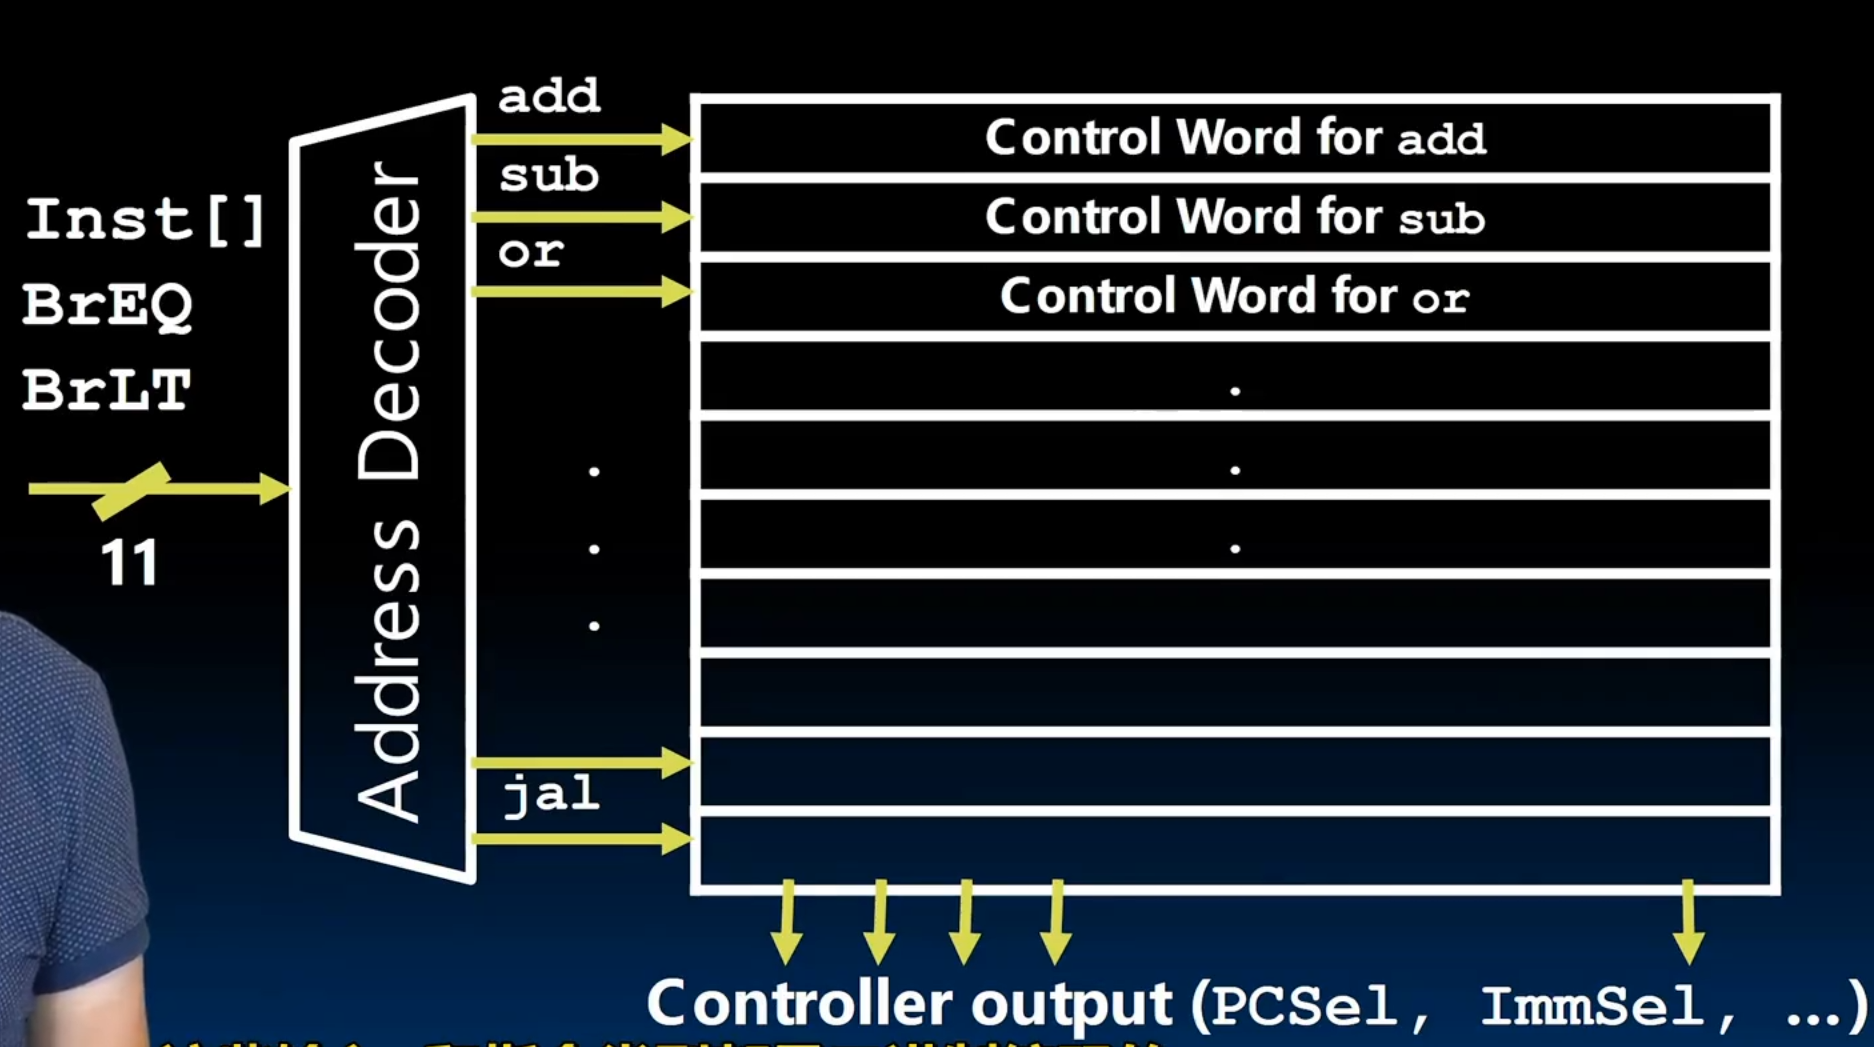 add
Control Word for add
sub
Control Word for sub
or
Control Word for or
Inst[]
BrEQ
BrLT
11
Address Decoder
.
.
.
.
.
.
jal
Controller output (PCSel, ImmSel, ...)